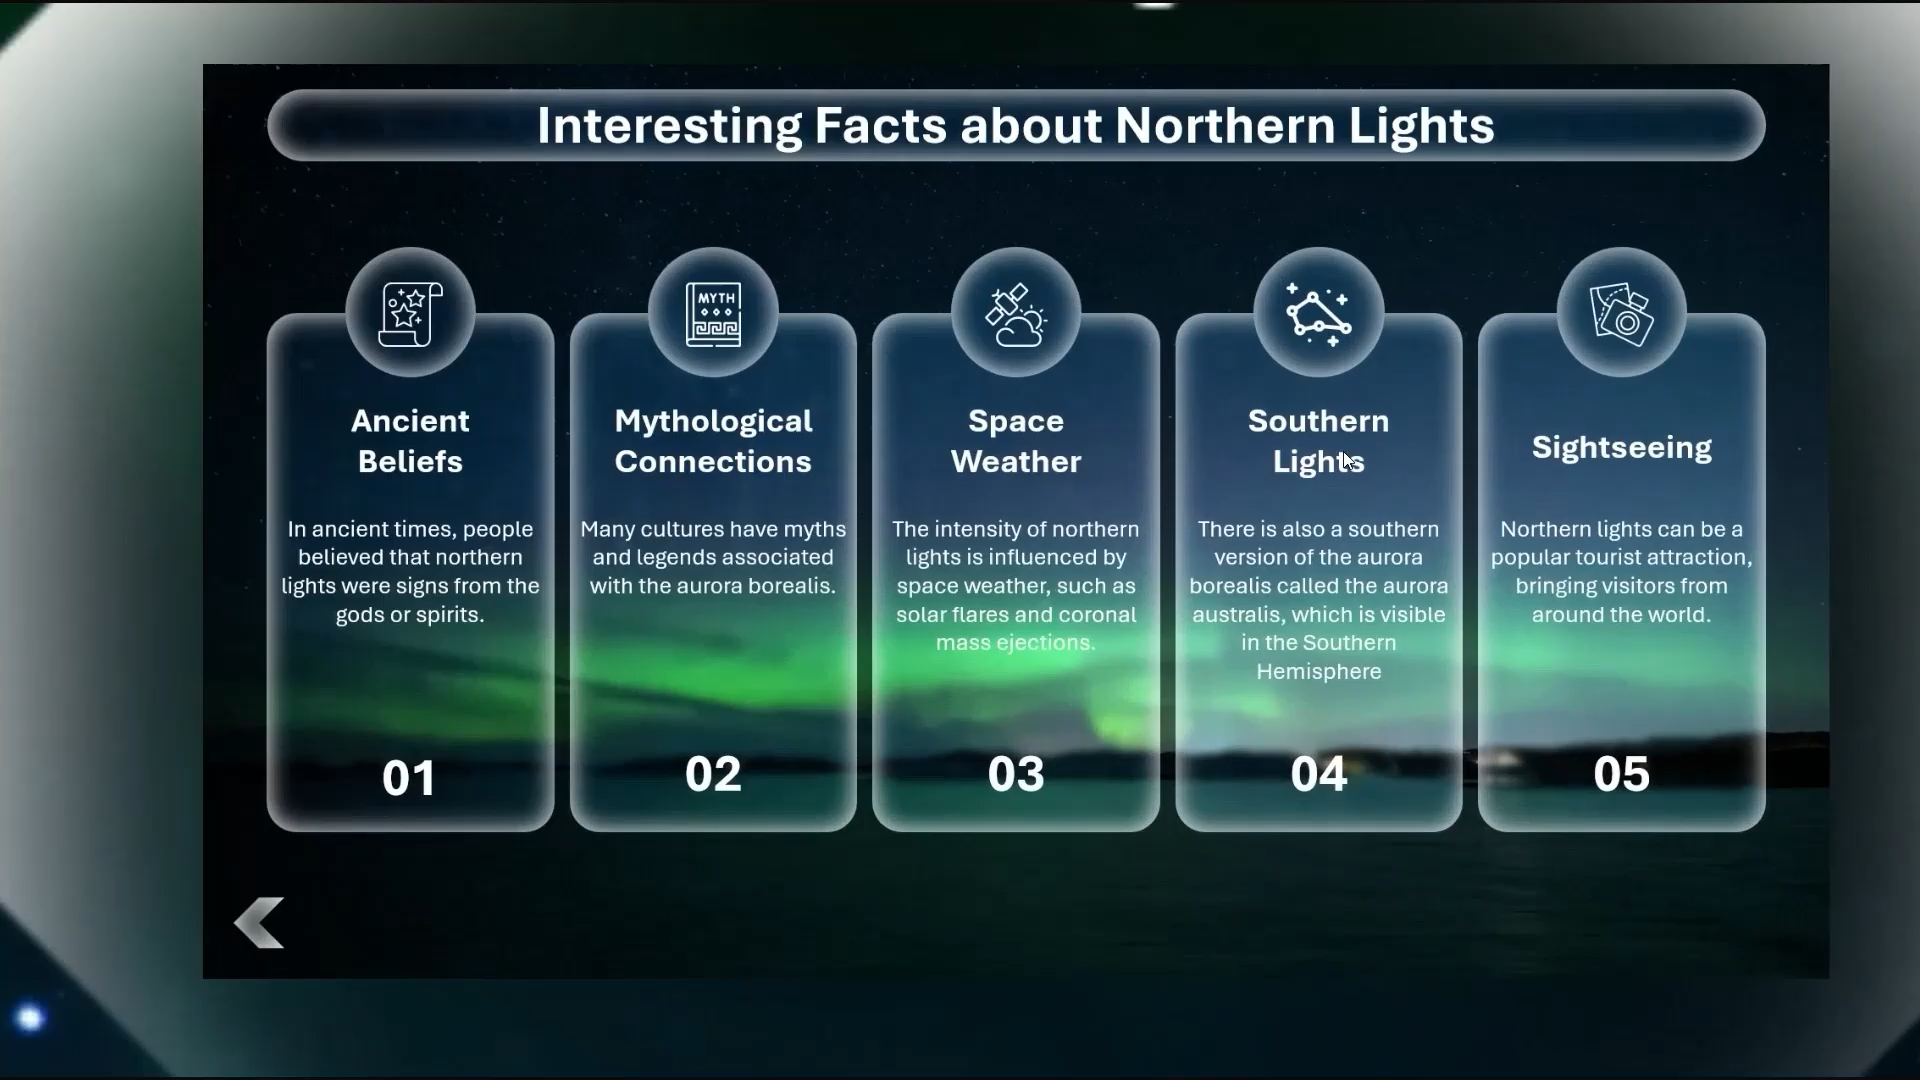 Interesting Facts about Northern Lights
MYTH
Ancient
Beliefs
In ancient times, people
believed that northern
lights were signs from the
gods or spirits.
01
Mythological
Connections
Many cultures have myths
and legends associated
with the aurora borealis.
02
Space
Weather
The intensity of northern
lights is influenced by
space weather, such as
solar flares and coronal
mass ejections.
03
Southern
Lights
There is also a southern
version of the aurora
borealis called the aurora
australis, which is visible
in the Southern
Hemisphere
04
Sightseeing
Northern lights can be a
popular tourist attraction,
bringing visitors from
around the world.
05